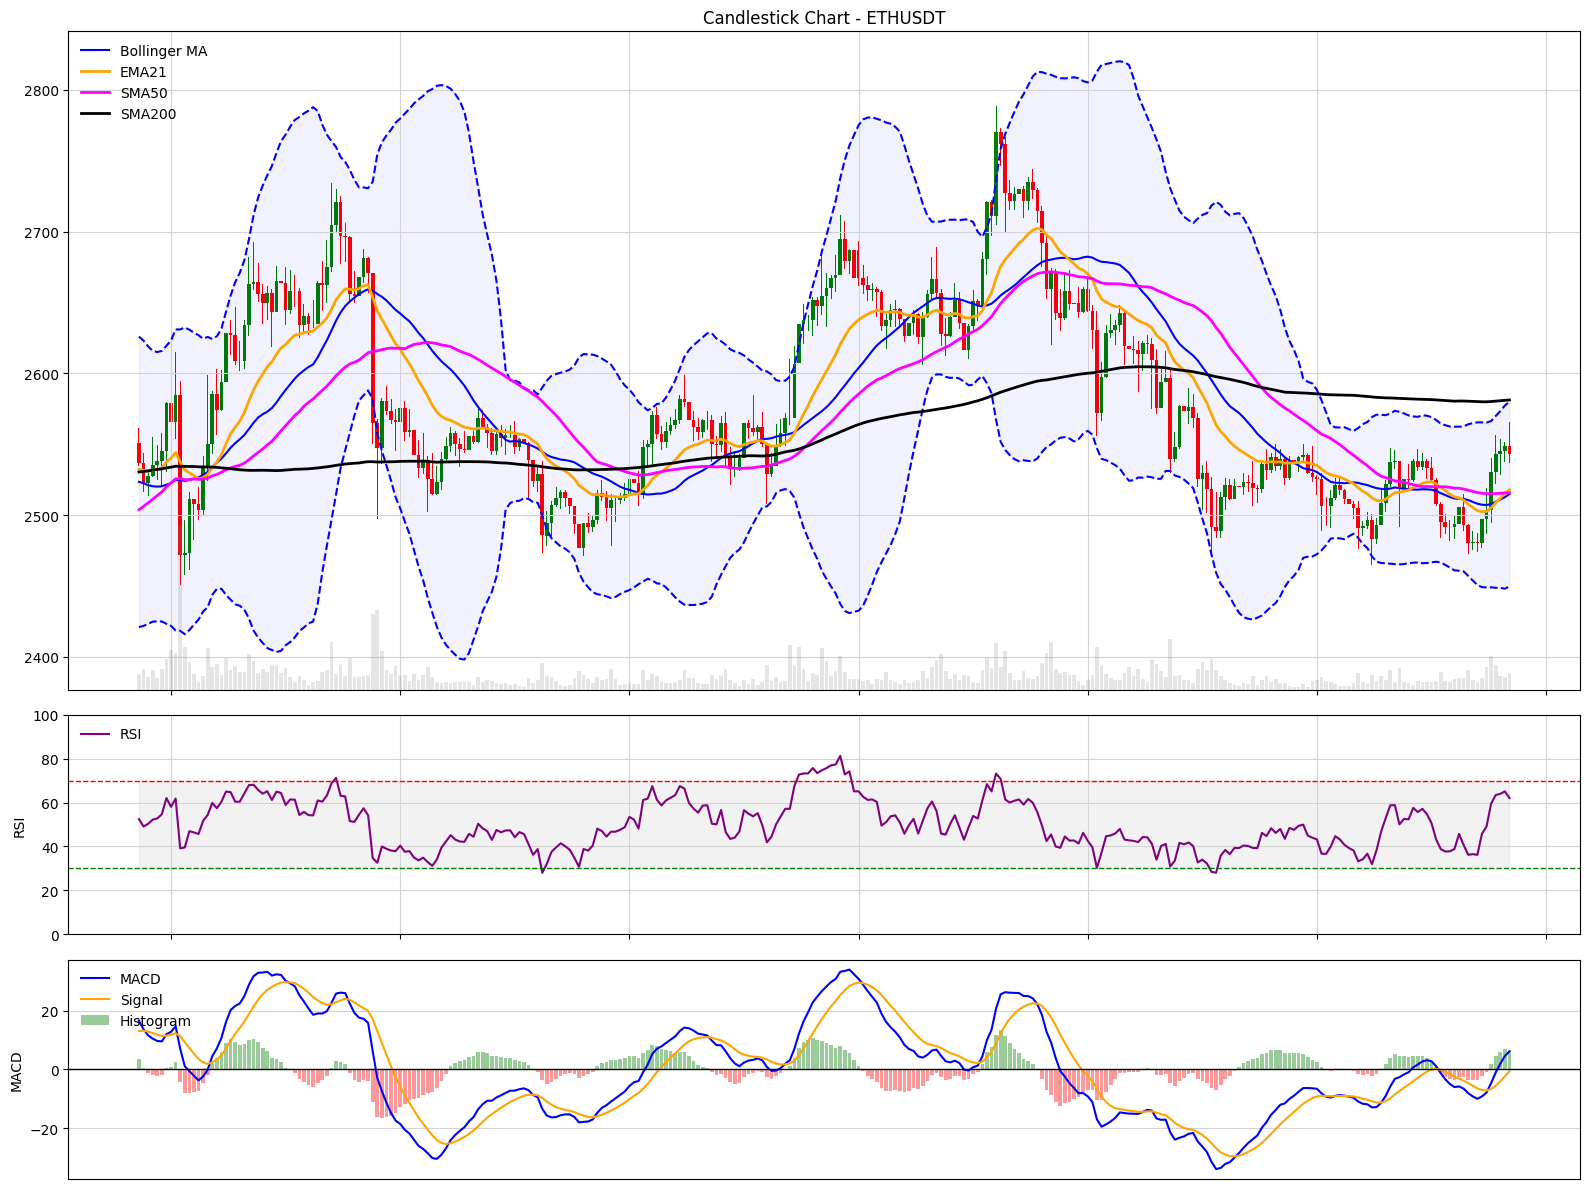 Candlestick Chart - ETHUSDT
Bollinger MA
EMA21
SMA50
SMA200
2800
2700
2600
2500
2400
RSI
100
80
60
40
20
0
RSI
MACD
Signal
Histogram
20
0
−20
MACD